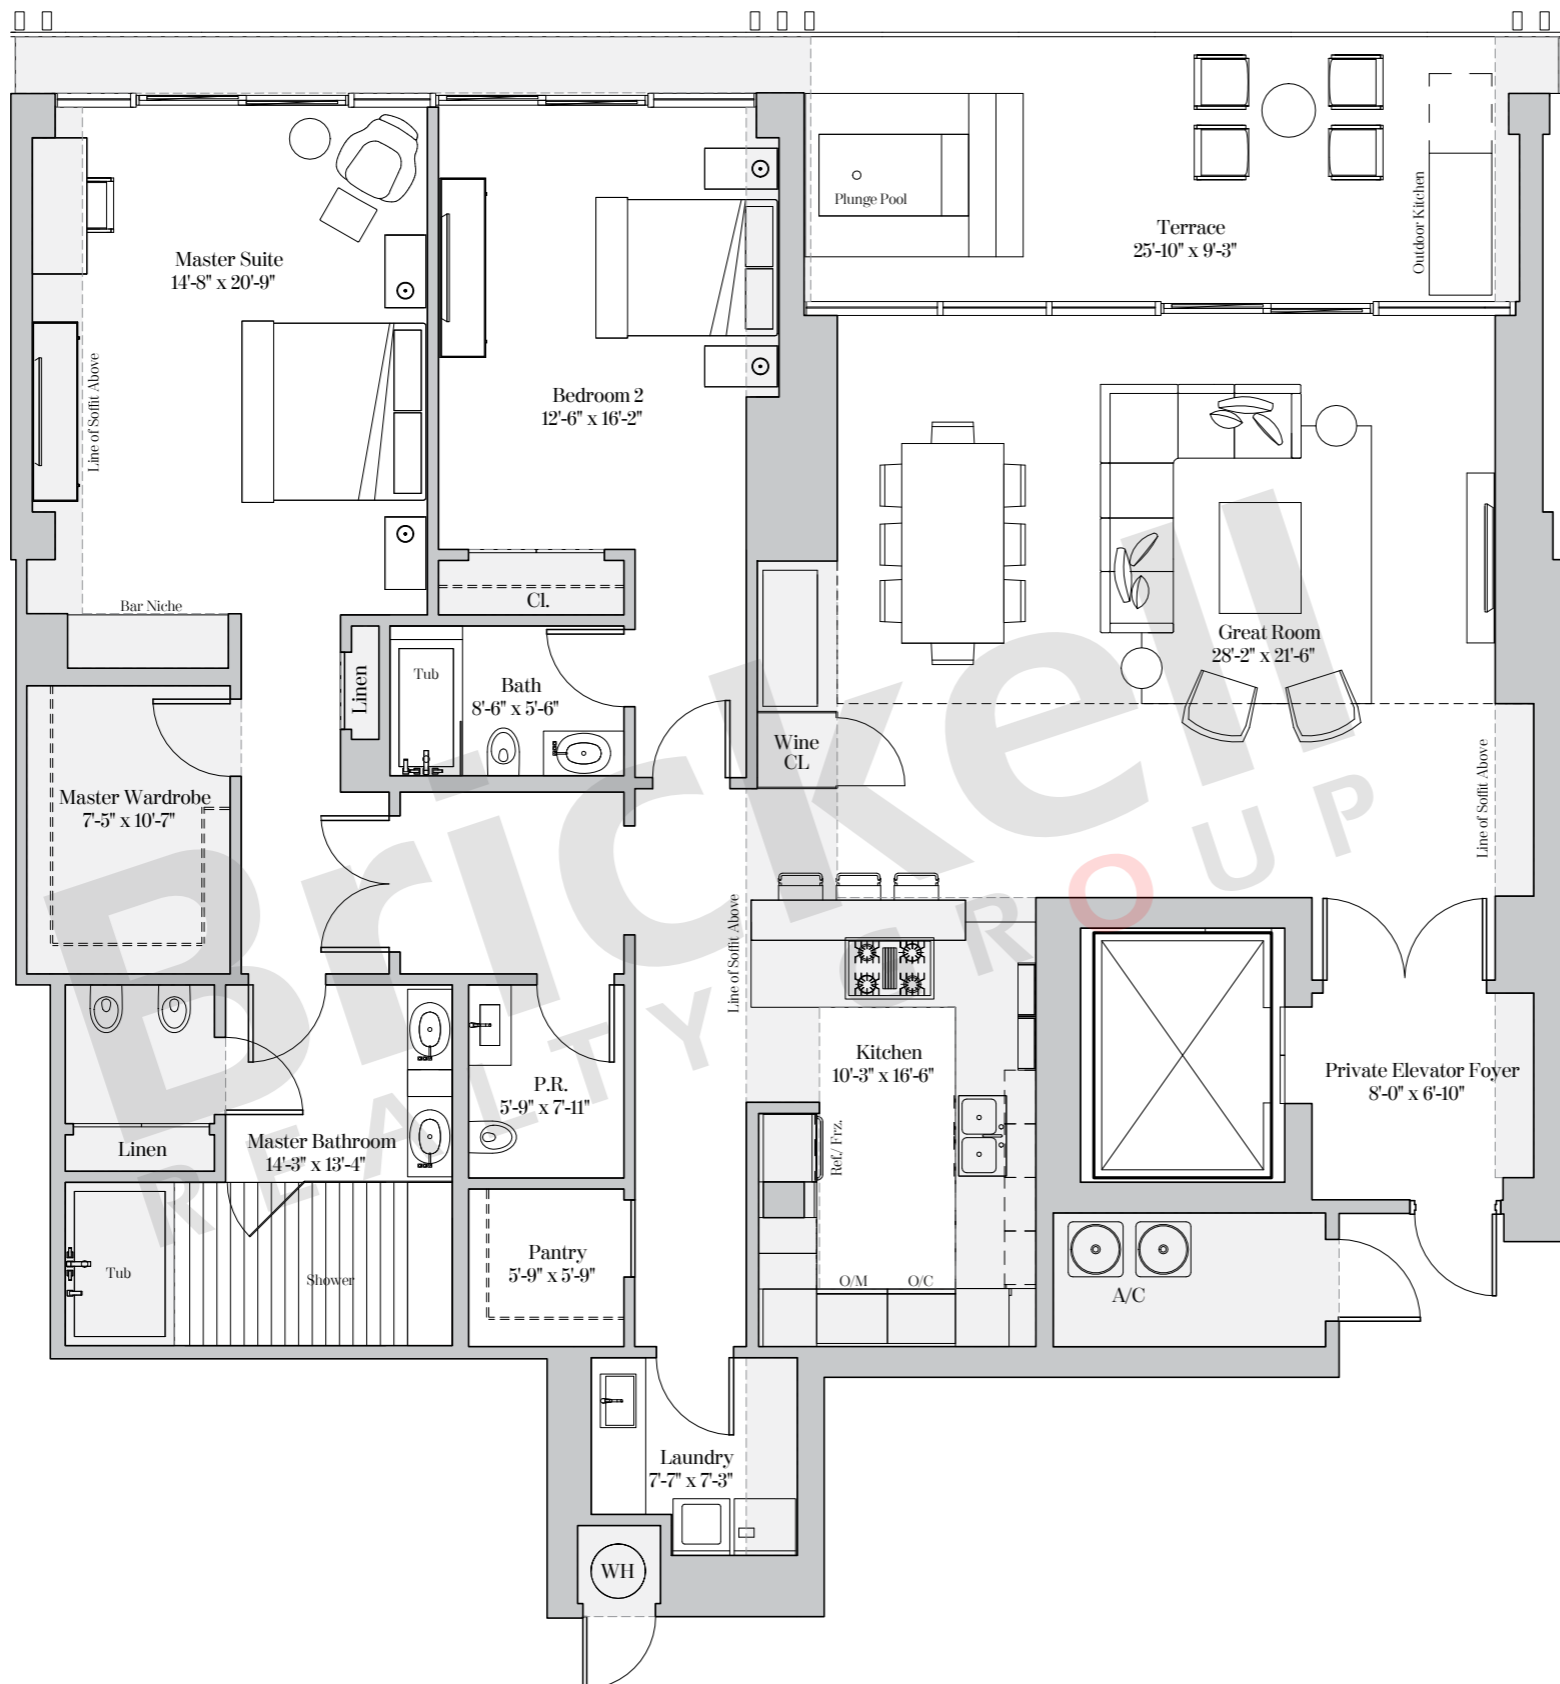 Plunge Pool
Terrace
25'-10" x 9'-3"
Outdoor Kitchen
Master Suite
14'-8" x 20'-9"
Line of Soffit Above
Bedroom 2
12'-6" x 16'-2"
Great Room
28'-2" x 21'-6"
Bar Niche
Cl.
Linen
Tub
Bath
8'-6" x 5'-6"
Wine
CL
Line of Soffit Above
Master Wardrobe
7'-5" x 10'-7"
Line of Soffit Above
Brickell
REALTY GROUP
Kitchen
10'-3" x 16'-6"
Private Elevator Foyer
8'-0" x 6'-10"
P.R.
5'-9" x 7'-11"
Ref./ Frz.
Linen
Master Bathroom
14'-3" x 13'-4"
Tub
Shower
Pantry
5'-9" x 5'-9"
O/M
O/C
A/C
Laundry
7'-7" x 7'-3"
WH